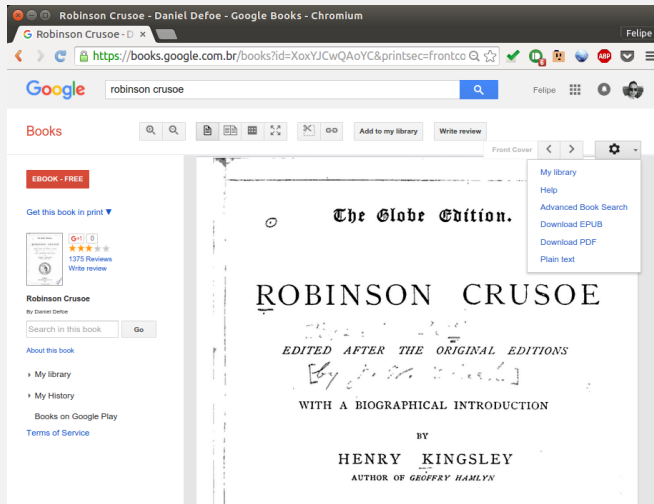 Robinson Crusoe - Daniel Defoe - Google Books - Chromium
G Robinson Crusoe - D ×
Felipe
https://books.google.com.br/books?id=XoxYJCwQAoYC&printsec=frontco
ABP
Google
robinson crusoe
Felipe
Books
Add to my library
Write review
Front Cover
My library
Help
Advanced Book Search
Download EPUB
Download PDF
Plain text
EBOOK - FREE
Get this book in print ▼
G+1 0
1375 Reviews
Write review
Robinson Crusoe
By Daniel Defoe
Search in this book
Go
About this book
My library
My History
Books on Google Play
Terms of Service
The Globe Edition.
ROBINSON CRUSOE
EDITED AFTER THE ORIGINAL EDITIONS
WITH A BIOGRAPHICAL INTRODUCTION
BY
HENRY KINGSLEY
AUTHOR OF GEOFFRY HAMLYN